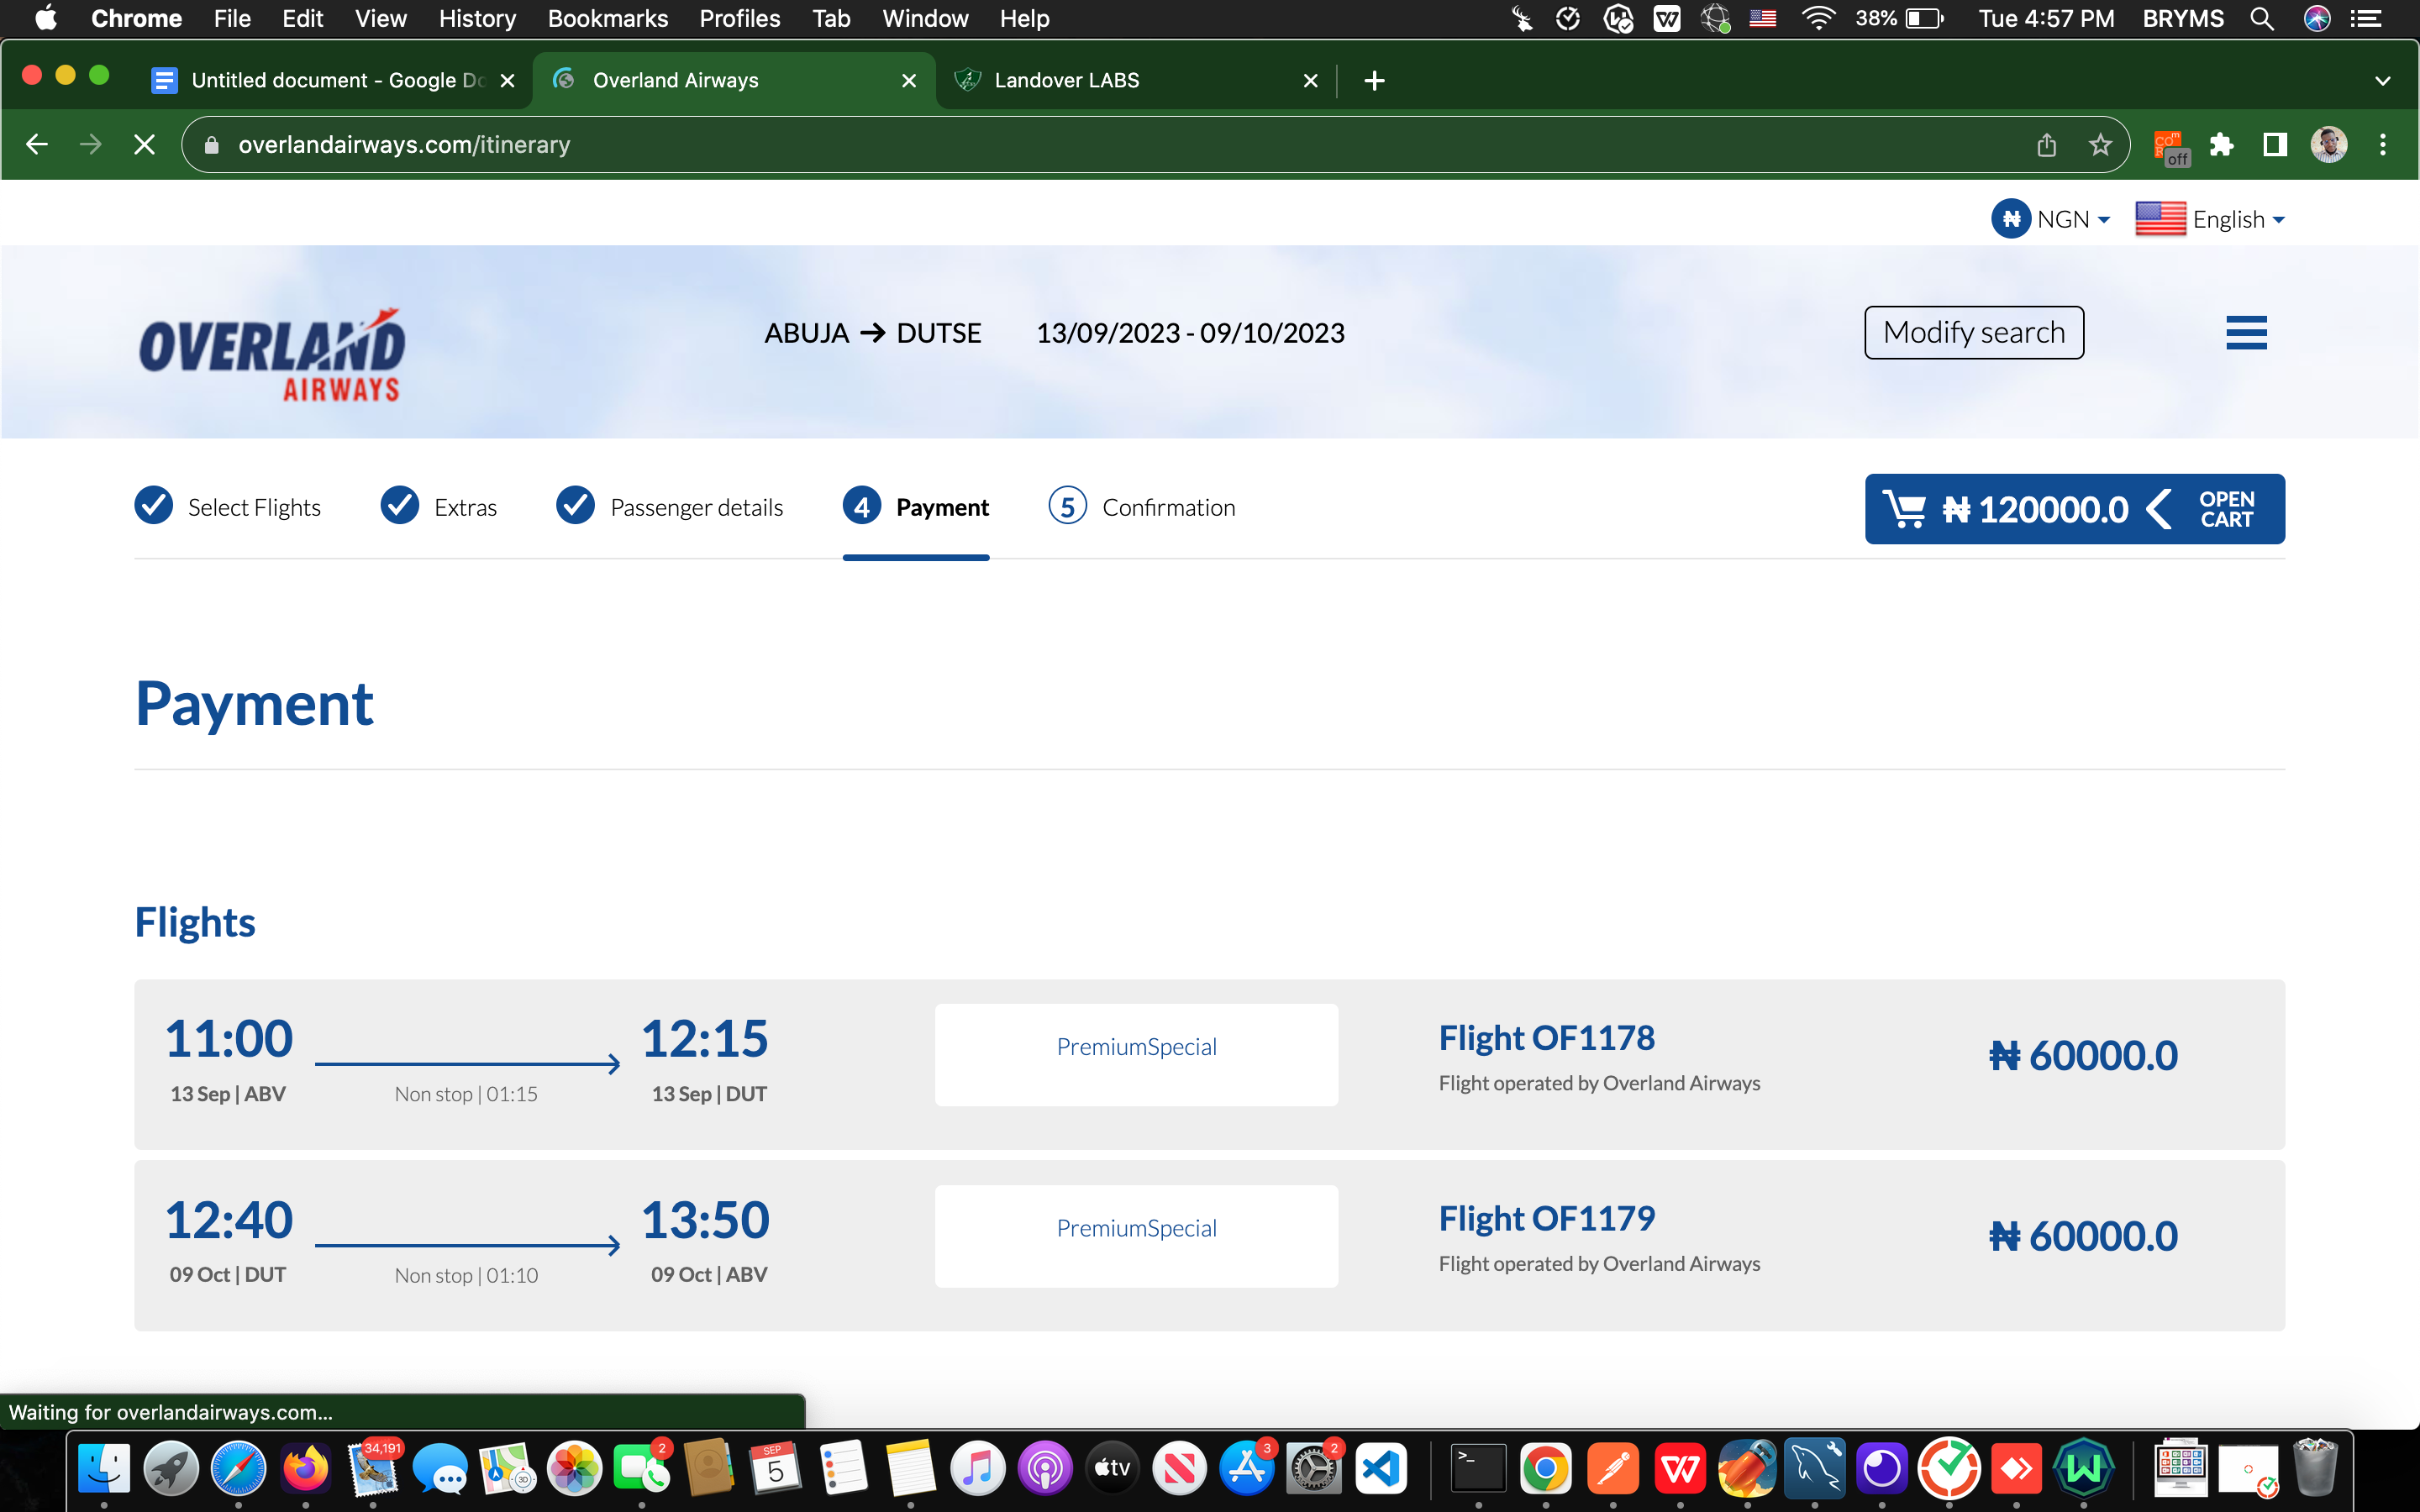 Chrome File Edit View History Bookmarks Profiles Tab Window Help 38% Tue 4:57 PM BRYMS
Untitled document - Google Do Overland Airways Landover LABS
overlandairways.com/itinerary off
₦ NGN English
OVERLAND
AIRWAYS
ABUJA → DUTSE 13/09/2023 - 09/10/2023 Modify search
Select Flights Extras Passenger details 4 Payment 5 Confirmation ₦ 120000.0 OPEN CART
Payment
Flights
11:00 12:15 PremiumSpecial Flight OF1178 ₦ 60000.0
13 Sep | ABV Non stop | 01:15 13 Sep | DUT Flight operated by Overland Airways
12:40 13:50 PremiumSpecial Flight OF1179 ₦ 60000.0
09 Oct | DUT Non stop | 01:10 09 Oct | ABV Flight operated by Overland Airways
Waiting for overlandairways.com...
34,191 3D 2 SEP 5 tv 3 2 >_